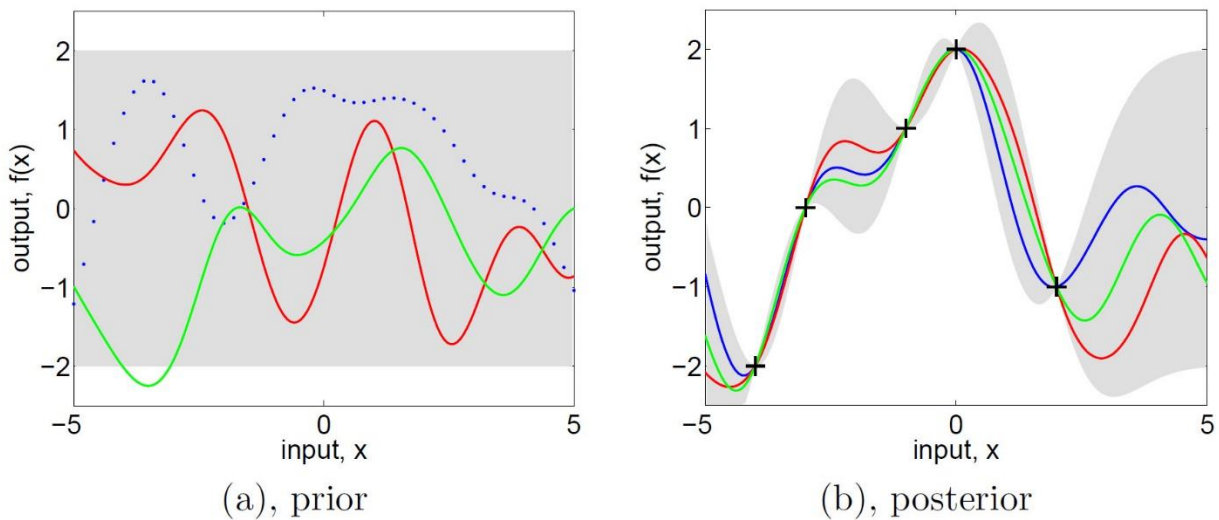 2
1
0
−1
−2
output, f(x)
−5
0
5
input, x
(a), prior
2
1
0
−1
−2
output, f(x)
−5
0
5
input, x
(b), posterior